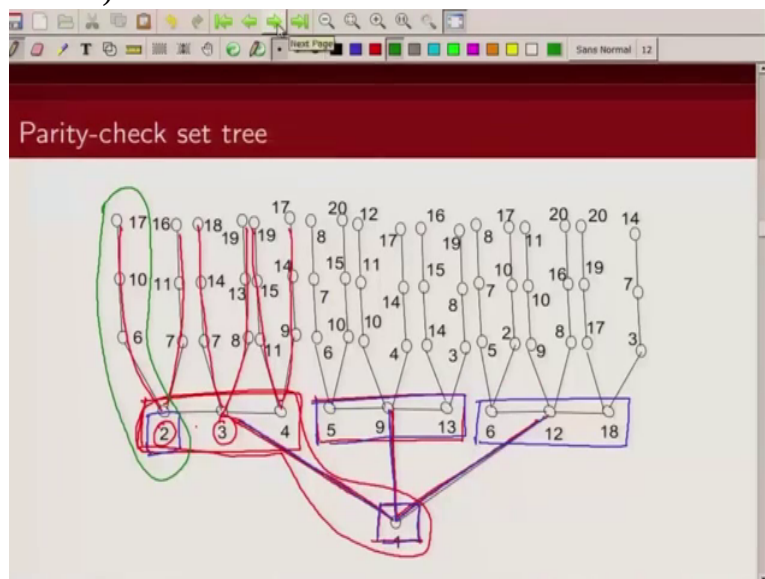 Next Page
Sans Normal 12
Parity-check set tree
17 16 18 19 19 17 8 20 12 17 16 19 8 17 11 20 20 14
10 11 14 13 15 14 7 15 11 14 15 8 7 10 10 16 19 7
6 7 7 8 11 9 6 10 10 4 14 3 5 2 9 8 17 3
2 3 4 5 9 13 6 12 18
1